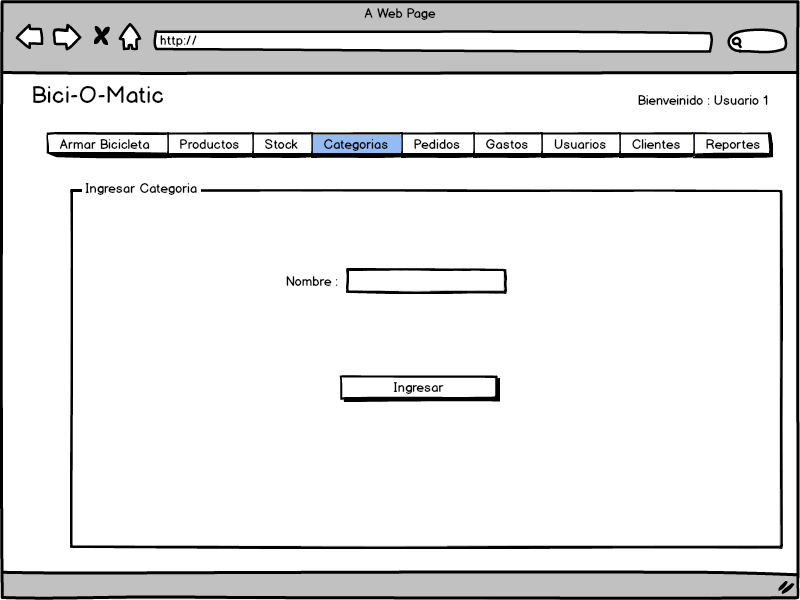 A Web Page
http://
Bici-O-Matic
Bienveinido : Usuario 1
Armar Bicicleta Productos Stock Categorias Pedidos Gastos Usuarios Clientes Reportes
Ingresar Categoria
Nombre :
Ingresar